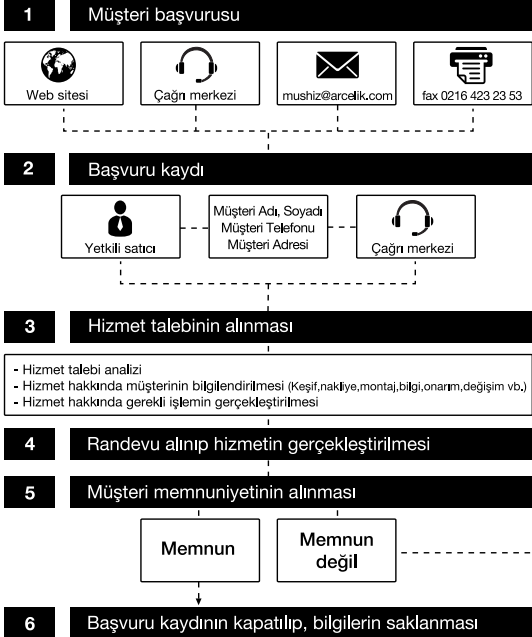 1 Müşteri başvurusu
Web sitesi
Çağrı merkezi
mushiz@arcelik.com
fax 0216 423 23 53
2 Başvuru kaydı
Yetkili satıcı
Müşteri Adı, Soyadı
Müşteri Telefonu
Müşteri Adresi
Çağrı merkezi
3 Hizmet talebinin alınması
- Hizmet talebi analizi
- Hizmet hakkında müşterinin bilgilendirilmesi (Keşif,nakliye,montaj,bilgi,onarım,değişim vb.)
- Hizmet hakkında gerekli işlemin gerçekleştirilmesi
4 Randevu alınıp hizmetin gerçekleştirilmesi
5 Müşteri memnuniyetinin alınması
Memnun
Memnun
değil
6 Başvuru kaydının kapatılıp, bilgilerin saklanması